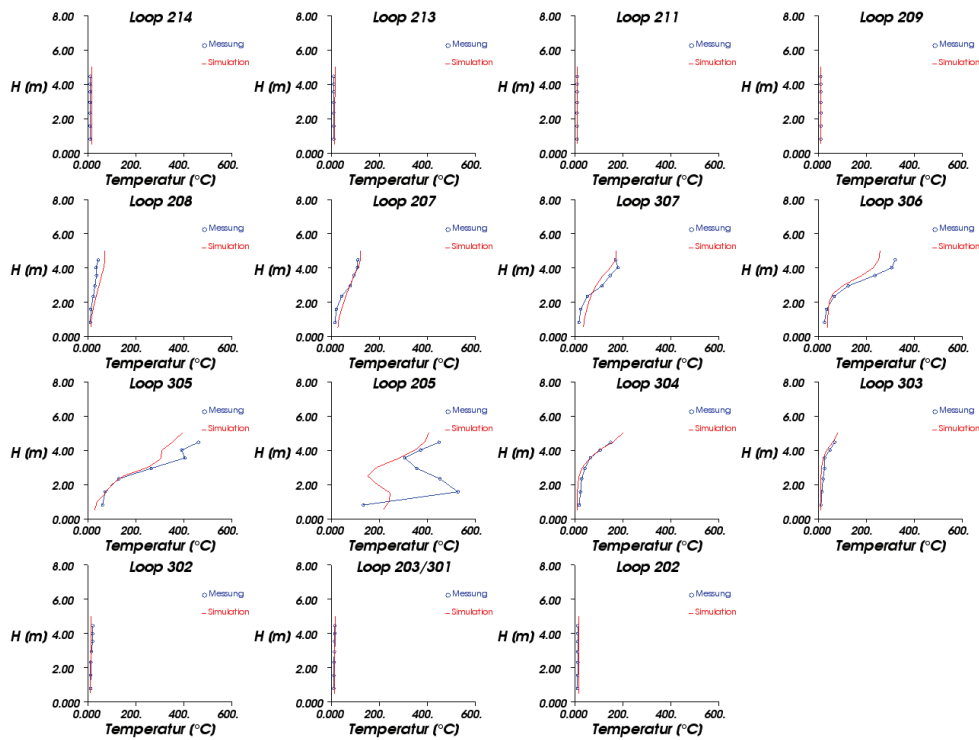 Loop 214
Loop 213
Loop 211
Loop 209
8.00
8.00
8.00
8.00
Messung
Messung
Messung
Messung
6.00
6.00
6.00
6.00
Simulation
Simulation
Simulation
Simulation
H (m)
H (m)
H (m)
H (m)
4.00
4.00
4.00
4.00
2.00
2.00
2.00
2.00
0.000
0.000
0.000
0.000
0.000 200. 400. 600.
0.000 200. 400. 600.
0.000 200. 400. 600.
0.000 200. 400. 600.
Temperatur (°C)
Temperatur (°C)
Temperatur (°C)
Temperatur (°C)
Loop 208
Loop 207
Loop 307
Loop 306
8.00
8.00
8.00
8.00
Messung
Messung
Messung
Messung
6.00
6.00
6.00
6.00
Simulation
Simulation
Simulation
Simulation
H (m)
H (m)
H (m)
H (m)
4.00
4.00
4.00
4.00
2.00
2.00
2.00
2.00
0.000
0.000
0.000
0.000
0.000 200. 400. 600.
0.000 200. 400. 600.
0.000 200. 400. 600.
0.000 200. 400. 600.
Temperatur (°C)
Temperatur (°C)
Temperatur (°C)
Temperatur (°C)
Loop 305
Loop 205
Loop 304
Loop 303
8.00
8.00
8.00
8.00
Messung
Messung
Messung
Messung
6.00
6.00
6.00
6.00
Simulation
Simulation
Simulation
Simulation
H (m)
H (m)
H (m)
H (m)
4.00
4.00
4.00
4.00
2.00
2.00
2.00
2.00
0.000
0.000
0.000
0.000
0.000 200. 400. 600.
0.000 200. 400. 600.
0.000 200. 400. 600.
0.000 200. 400. 600.
Temperatur (°C)
Temperatur (°C)
Temperatur (°C)
Temperatur (°C)
Loop 302
Loop 203/301
Loop 202
8.00
8.00
8.00
Messung
Messung
Messung
6.00
6.00
6.00
Simulation
Simulation
Simulation
H (m)
H (m)
H (m)
4.00
4.00
4.00
2.00
2.00
2.00
0.000
0.000
0.000
0.000 200. 400. 600.
0.000 200. 400. 600.
0.000 200. 400. 600.
Temperatur (°C)
Temperatur (°C)
Temperatur (°C)